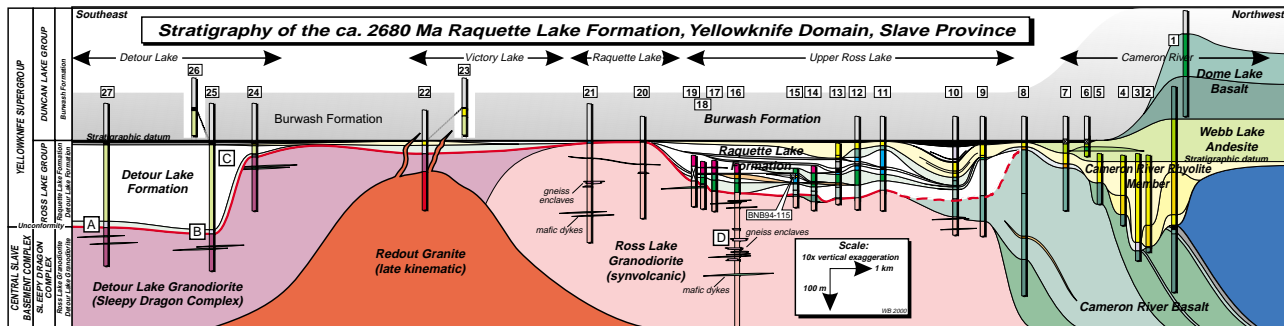 Southeast
Northwest
Stratigraphy of the ca. 2680 Ma Raquette Lake Formation, Yellowknife Domain, Slave Province
Detour Lake
Victory Lake
Raquette Lake
Upper Ross Lake
Cameron River
YELLOWKNIFE SUPERGROUP
DUNCAN LAKE GROUP
Burwash Formation
ROSS LAKE GROUP
Raquette Lake Formation
Detour Lake Formation
Unconformity
CENTRAL SLAVE
BASEMENT COMPLEX
SLEEPY DRAGON
COMPLEX
Ross Lake Granodiorite
Detour Lake Granodiorite
27
26
25
24
22
23
21
20
19
18
17
16
15
14
13
12
11
10
9
8
7
6
5
4
3
2
1
Stratigraphic datum
Burwash Formation
Burwash Formation
Dome Lake
Basalt
Webb Lake
Andesite
Stratigraphic datum
Cameron River Rhyolite
Member
Raquette Lake
Formation
Detour Lake
Formation
A
B
C
D
gneiss
enclaves
mafic dykes
BNB94-115
gneiss enclaves
mafic dykes
Redout Granite
(late kinematic)
Ross Lake
Granodiorite
(synvolcanic)
Detour Lake Granodiorite
(Sleepy Dragon Complex)
Scale:
10x vertical exaggeration
1 km
100 m
WB 2000
Cameron River Basalt